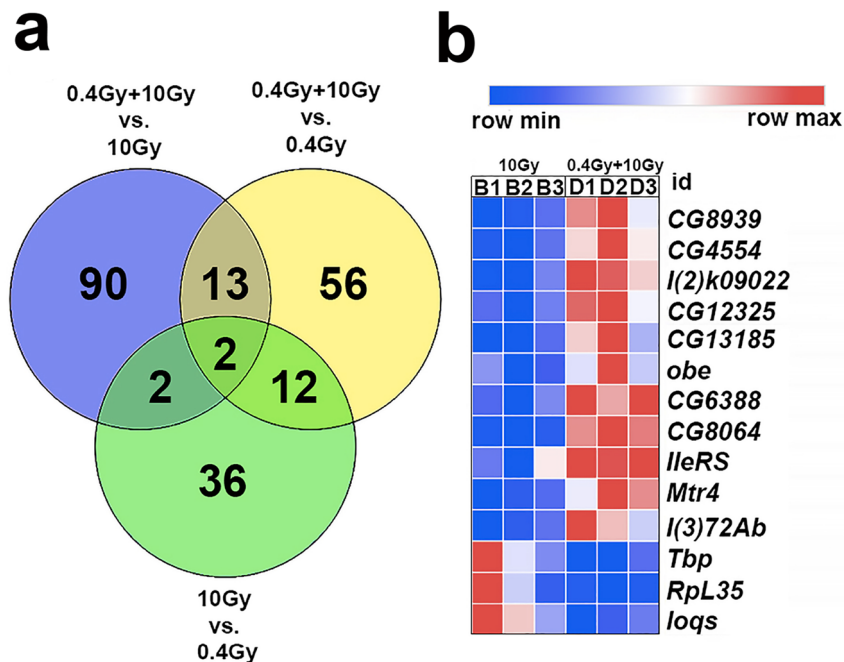 a
b
0.4Gy+10Gy
vs.
10Gy
0.4Gy+10Gy
vs.
0.4Gy
90
13
56
2
2
12
36
10Gy
vs.
0.4Gy
row min
row max
10Gy
0.4Gy+10Gy
B1 B2 B3 D1 D2 D3 id
CG8939
CG4554
l(2)k09022
CG12325
CG13185
obe
CG6388
CG8064
IleRS
Mtr4
l(3)72Ab
Tbp
RpL35
loqs